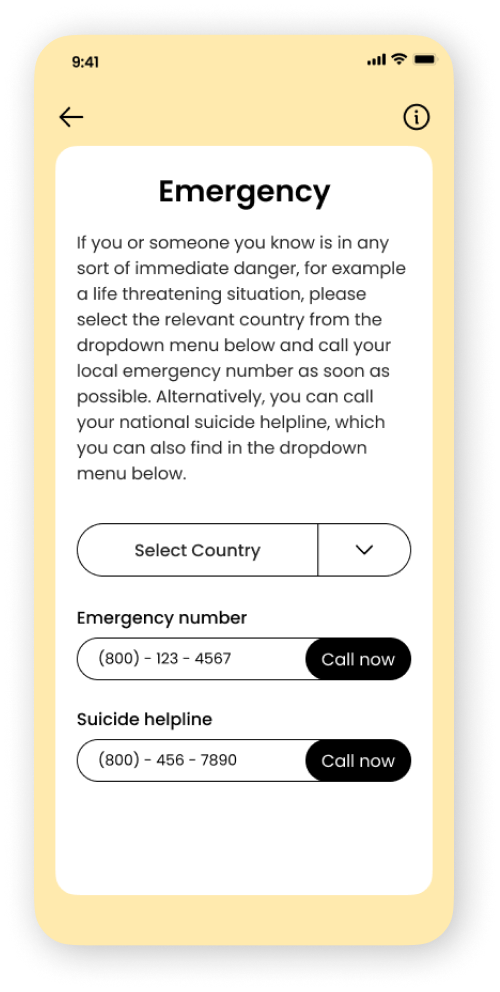 9:41
Emergency
If you or someone you know is in any
sort of immediate danger, for example
a life threatening situation, please
select the relevant country from the
dropdown menu below and call your
local emergency number as soon as
possible. Alternatively, you can call
your national suicide helpline, which
you can also find in the dropdown
menu below.
Select Country
Emergency number
(800) - 123 - 4567 Call now
Suicide helpline
(800) - 456 - 7890 Call now